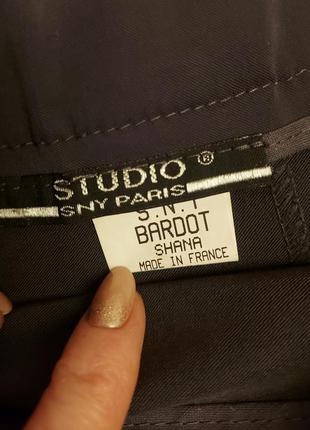 STUDIO ®
SNY PARIS
S.N.Y
BARDOT
SHANA
MADE IN FRANCE